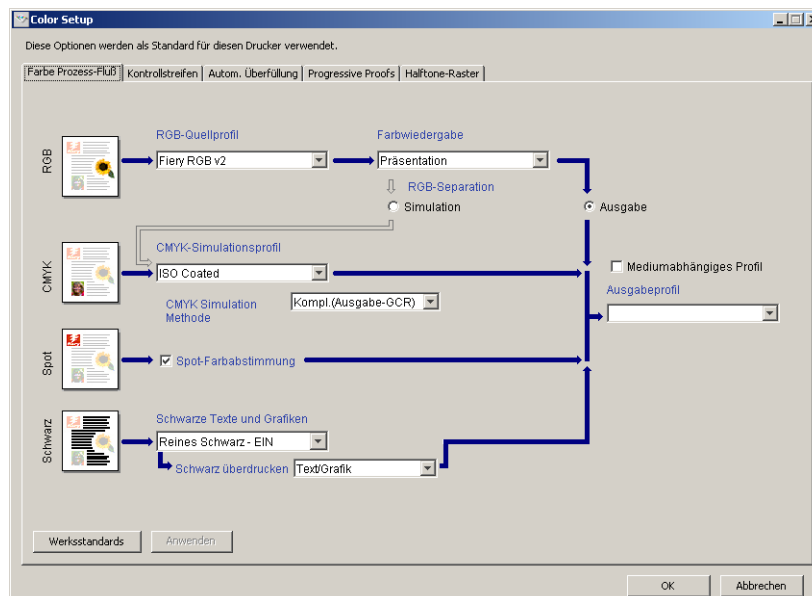 Color Setup
Diese Optionen werden als Standard für diesen Drucker verwendet.
Farbe Prozess-Fluß
Kontrollstreifen
Autom. Überfüllung
Progressive Proofs
Halftone-Raster
RGB
RGB-Quellprofil
Fiery RGB v2
Farbwiedergabe
Präsentation
RGB-Separation
Simulation
Ausgabe
CMYK
CMYK-Simulationsprofil
ISO Coated
CMYK Simulation
Methode
Kompl.(Ausgabe-GCR)
Mediumabhängiges Profil
Ausgabeprofil
Spot
Spot-Farbabstimmung
Schwarz
Schwarze Texte und Grafiken
Reines Schwarz - EIN
Schwarz überdrucken
Text/Grafik
Werksstandards
Anwenden
OK
Abbrechen